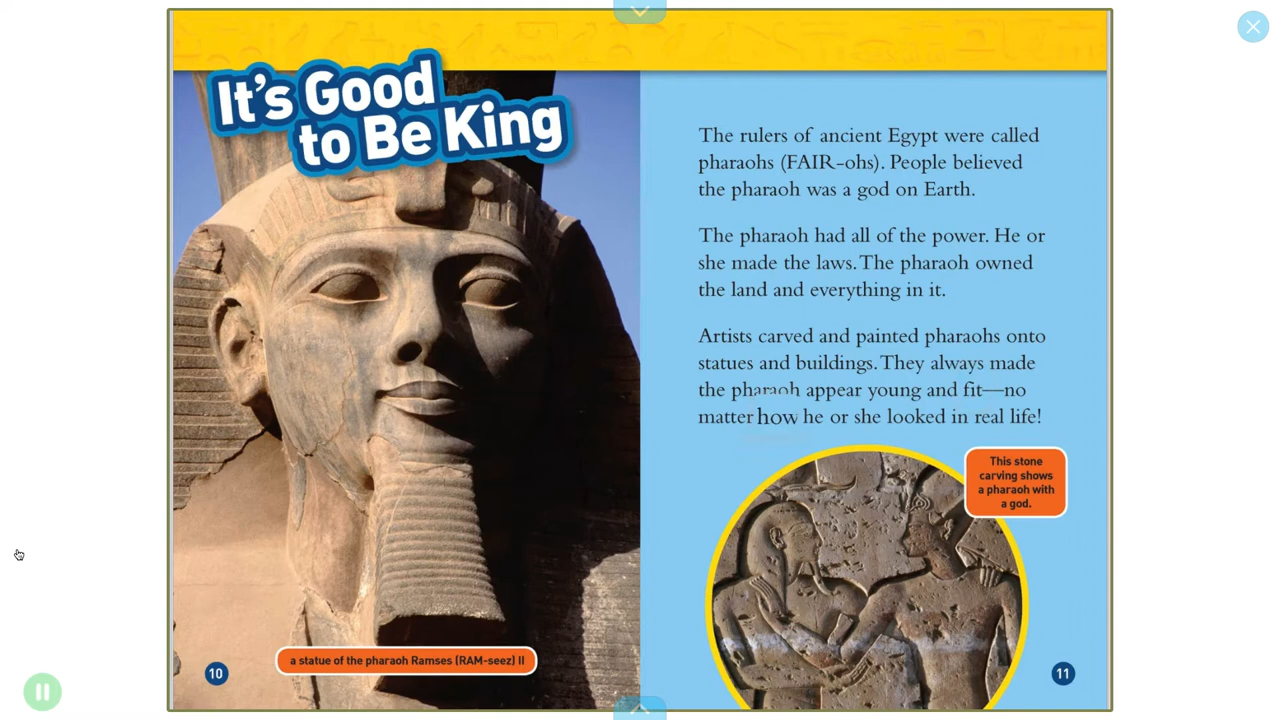 It's Good
to Be King
The rulers of ancient Egypt were called
pharaohs (FAIR-ohs). People believed
the pharaoh was a god on Earth.
The pharaoh had all of the power. He or
she made the laws. The pharaoh owned
the land and everything in it.
Artists carved and painted pharaohs onto
statues and buildings. They always made
the pharaoh appear young and fit—no
matter how he or she looked in real life!
This stone
carving shows
a pharaoh with
a god.
a statue of the pharaoh Ramses (RAM-seez) II
10
11